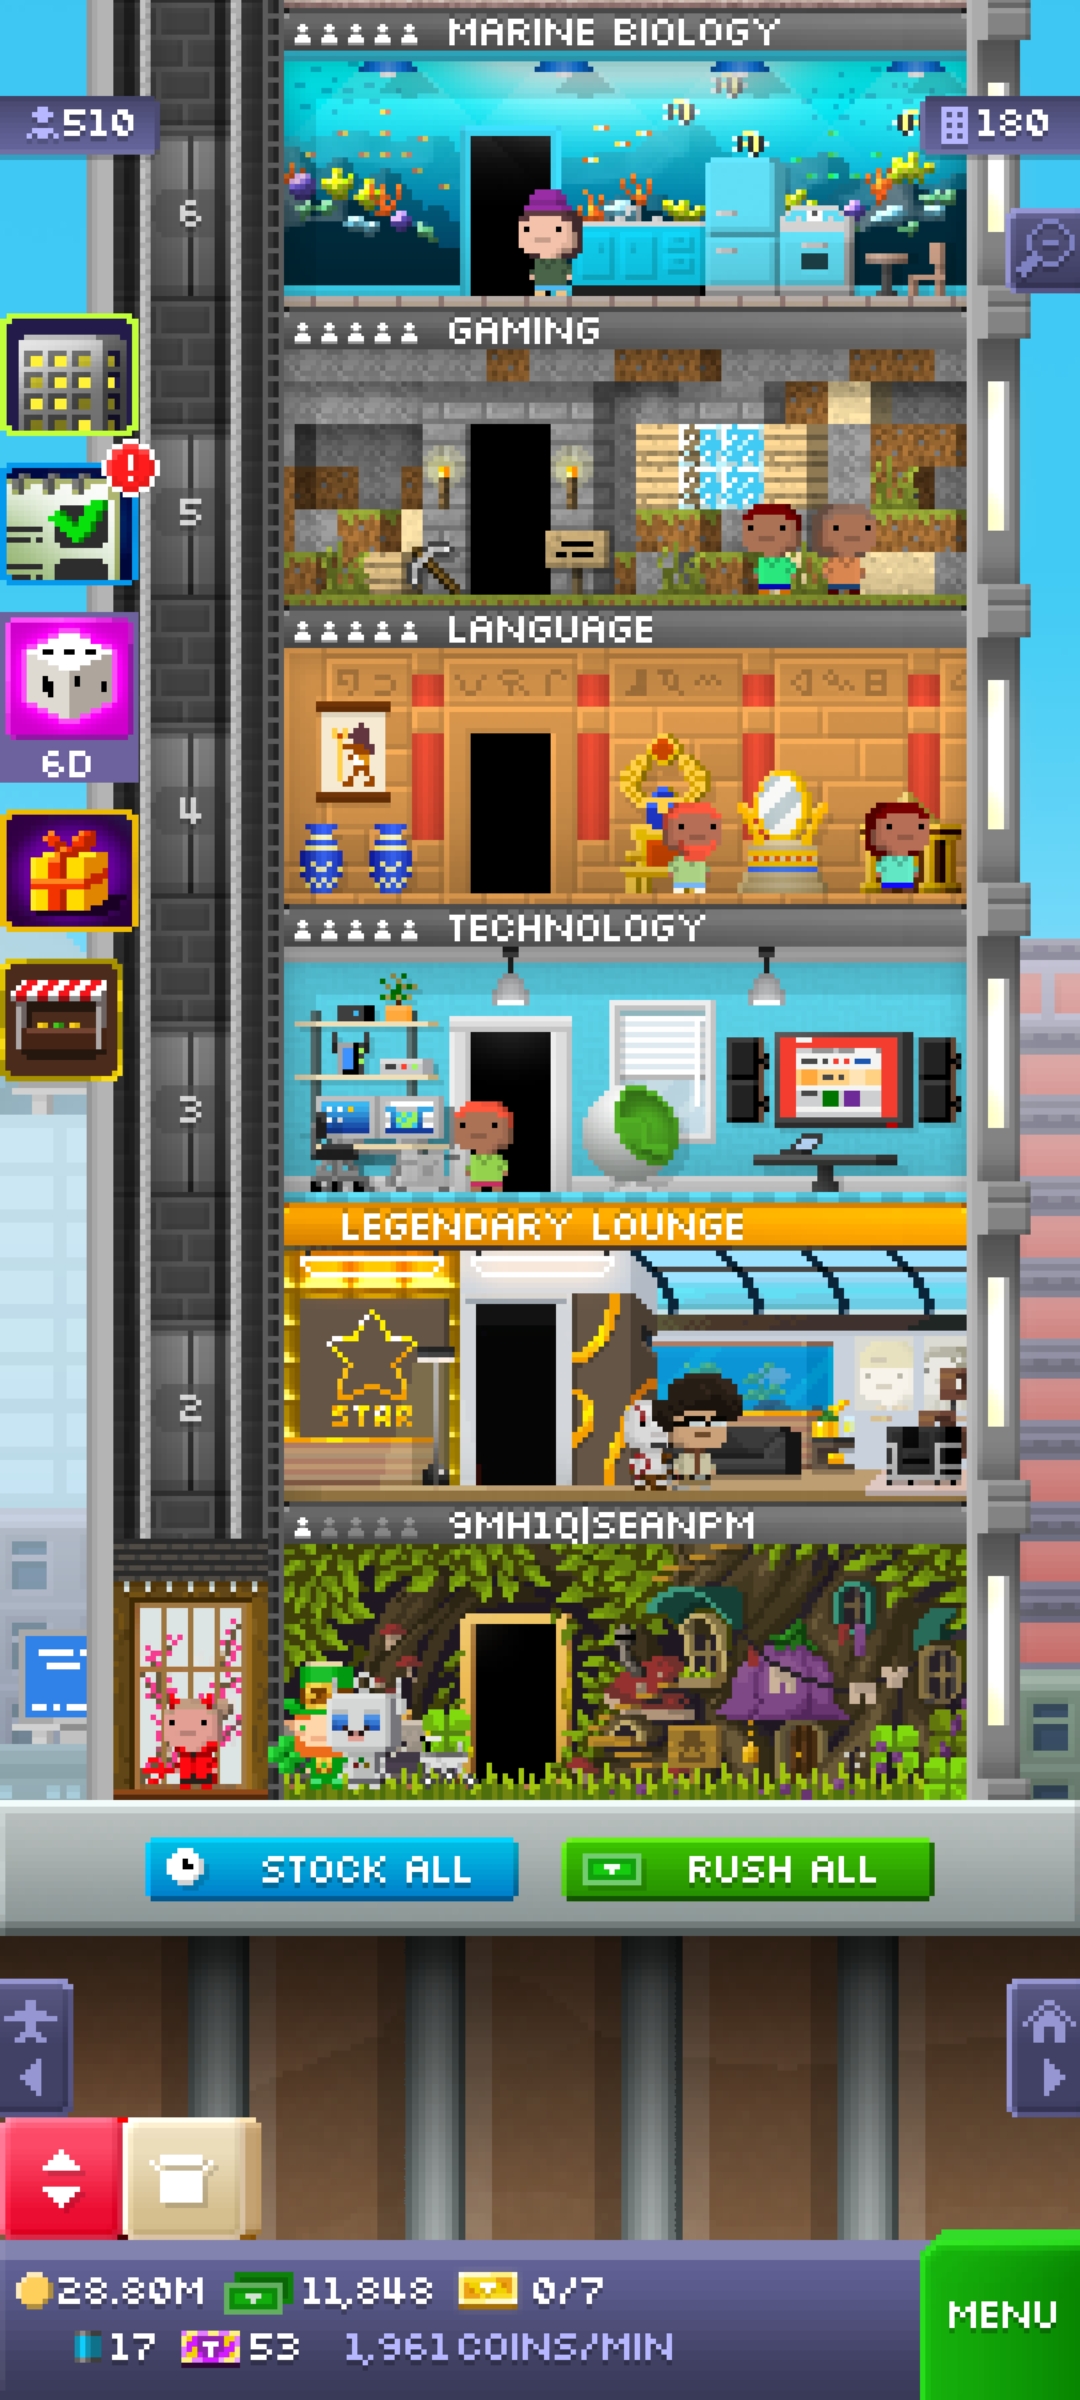 MARINE BIOLOGY
510
180
6
GAMING
5
LANGUAGE
6D
4
TECHNOLOGY
3
LEGENDARY LOUNGE
STAR
2
9MH1Q|SEANPM
STOCK ALL
RUSH ALL
28.80M 11,848 0/7
MENU
17 53 1,961 COINS/MIN